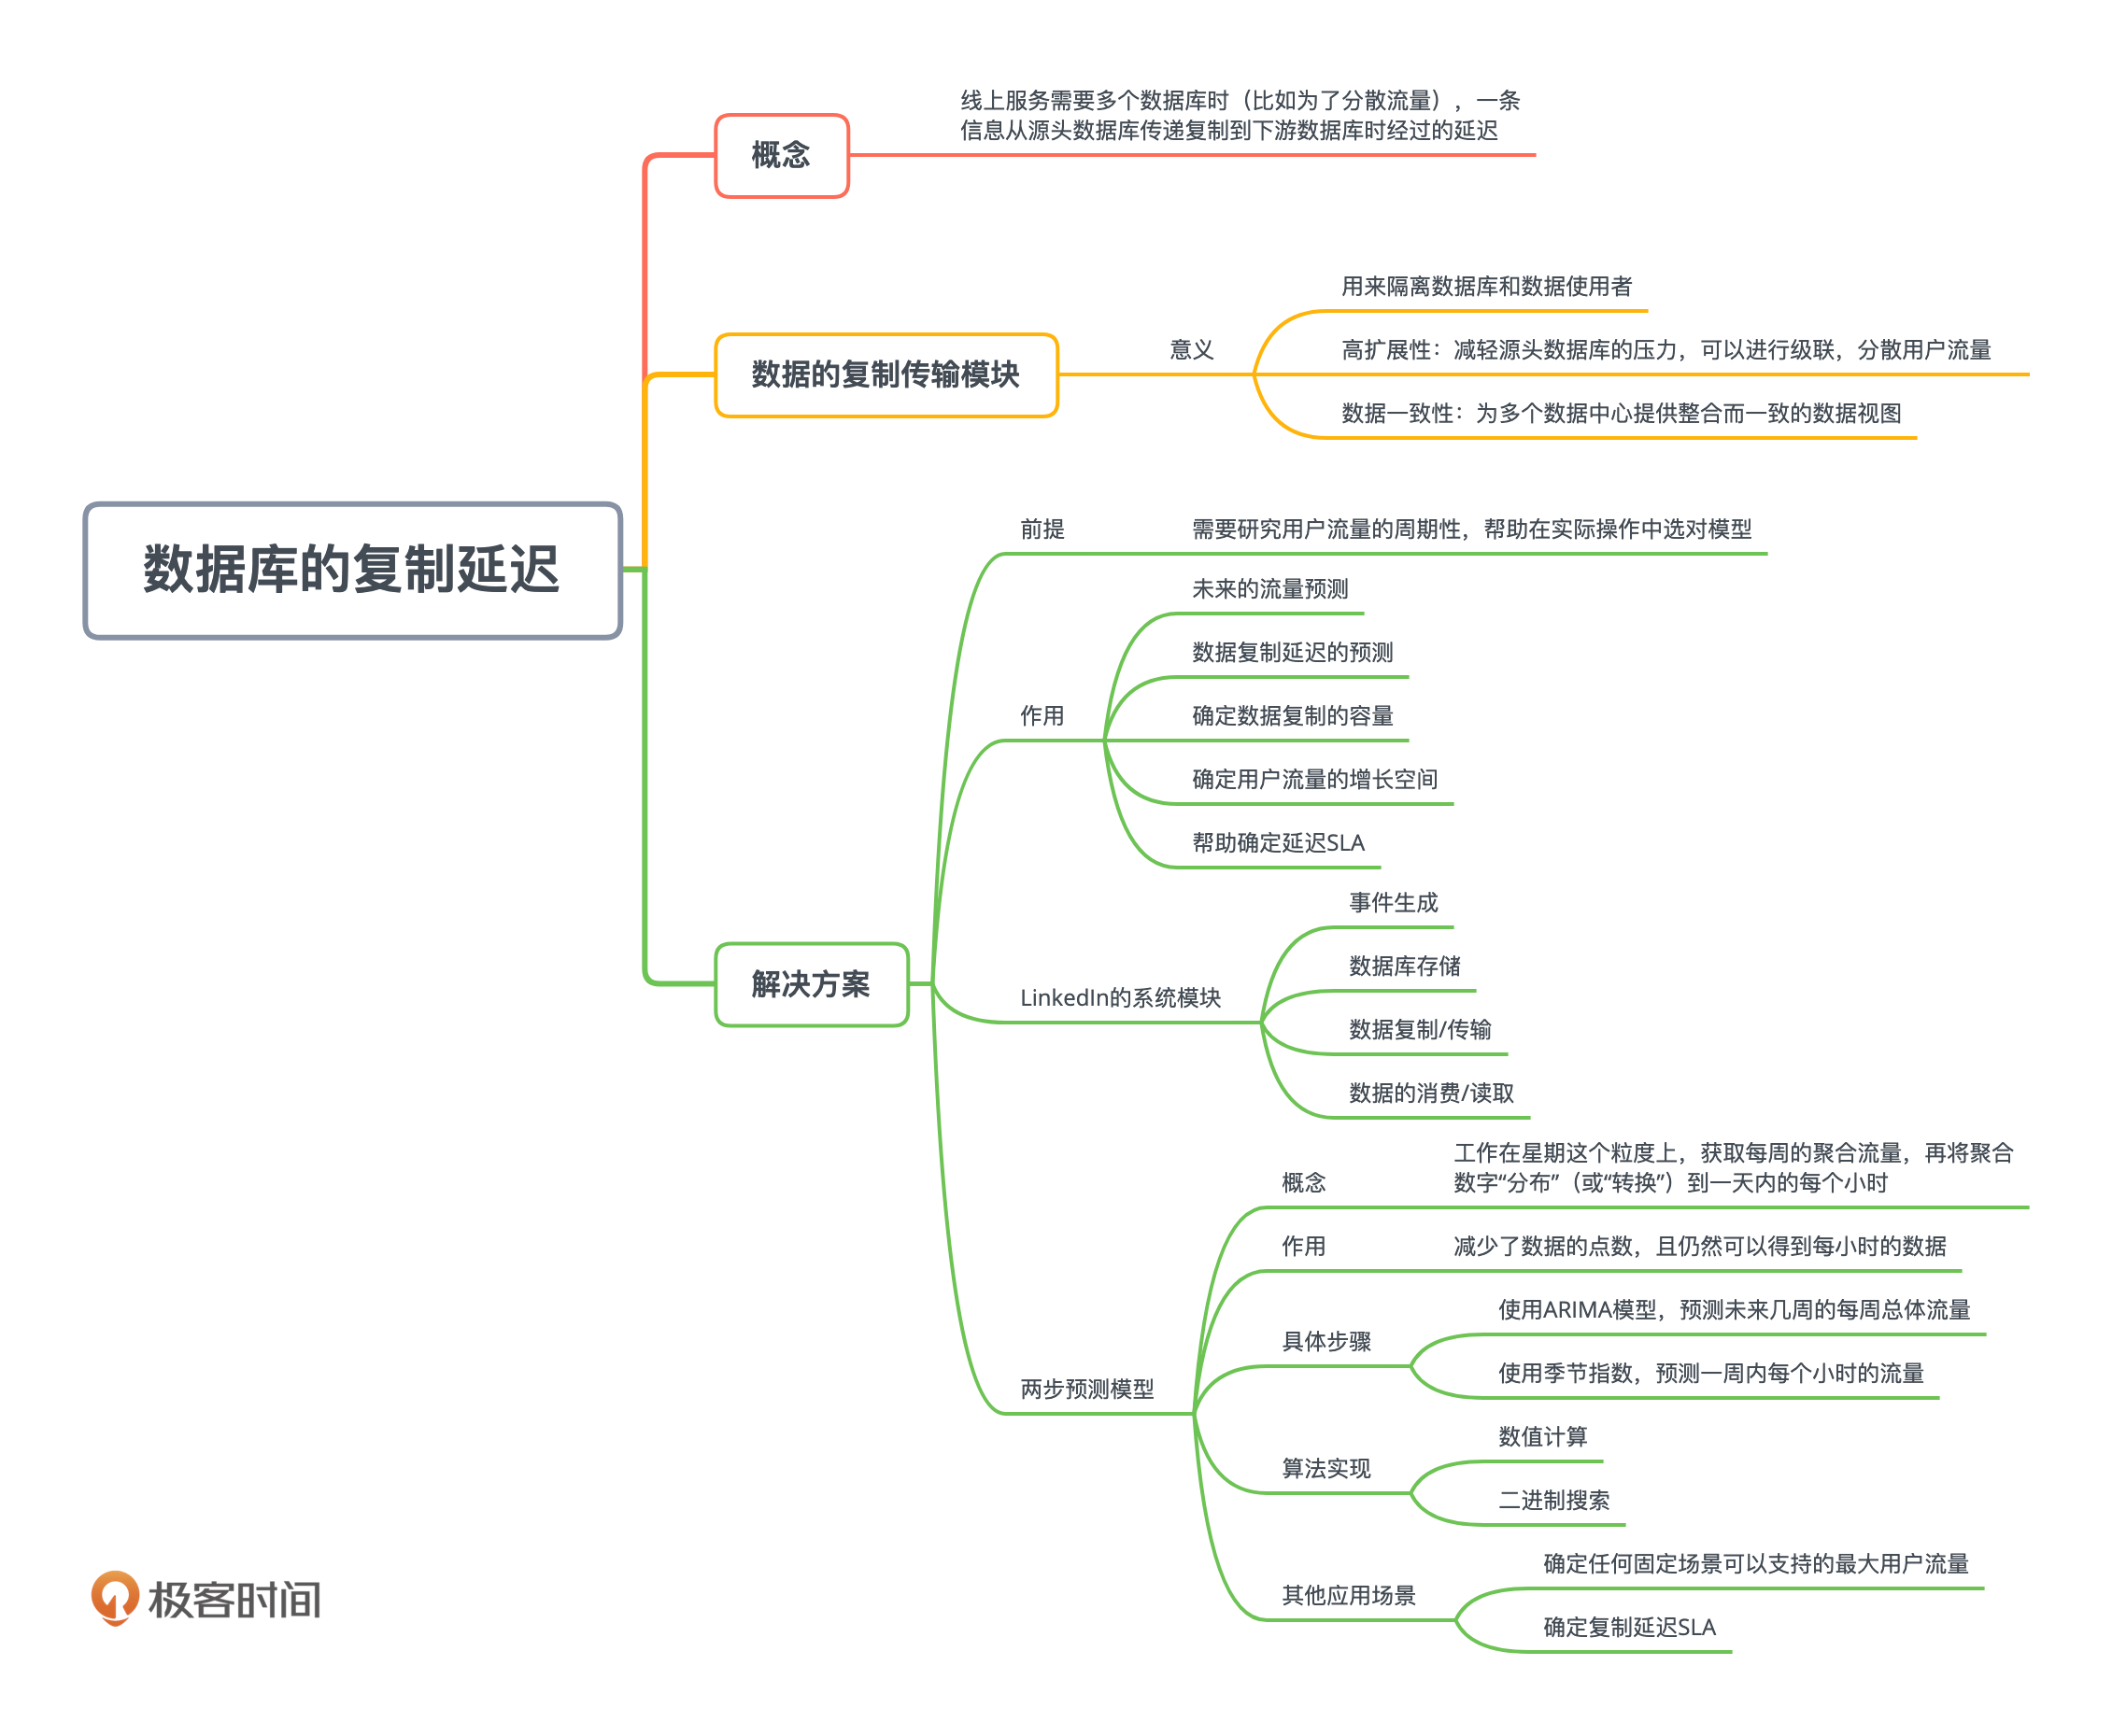 数据库的复制延迟
概念
线上服务需要多个数据库时（比如为了分散流量），一条
信息从源头数据库传递复制到下游数据库时经过的延迟
数据的复制传输模块
意义
用来隔离数据库和数据使用者
高扩展性：减轻源头数据库的压力，可以进行级联，分散用户流量
数据一致性：为多个数据中心提供整合而一致的数据视图
解决方案
前提
需要研究用户流量的周期性，帮助在实际操作中选对模型
作用
未来的流量预测
数据复制延迟的预测
确定数据复制的容量
确定用户流量的增长空间
帮助确定延迟SLA
LinkedIn的系统模块
事件生成
数据库存储
数据复制/传输
数据的消费/读取
两步预测模型
概念
工作在星期这个粒度上，获取每周的聚合流量，再将聚合
数字“分布”（或“转换”）到一天内的每个小时
作用
减少了数据的点数，且仍然可以得到每小时的数据
具体步骤
使用ARIMA模型，预测未来几周的每周总体流量
使用季节指数，预测一周内每个小时的流量
算法实现
数值计算
二进制搜索
其他应用场景
确定任何固定场景可以支持的最大用户流量
确定复制延迟SLA
极客时间